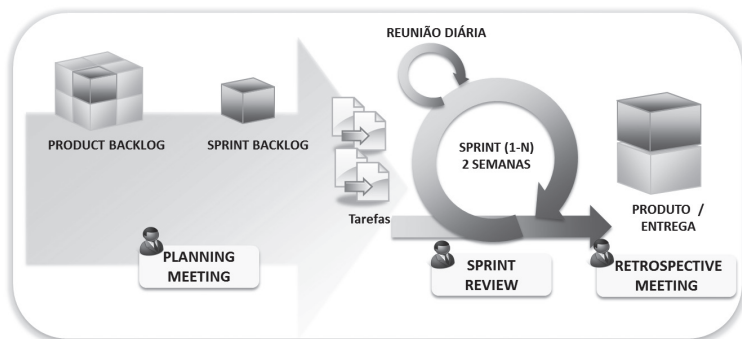 REUNIÃO DIÁRIA
PRODUCT BACKLOG
SPRINT BACKLOG
SPRINT (1-N)
2 SEMANAS
Tarefas
PRODUTO /
ENTREGA
PLANNING
MEETING
SPRINT
REVIEW
RETROSPECTIVE
MEETING